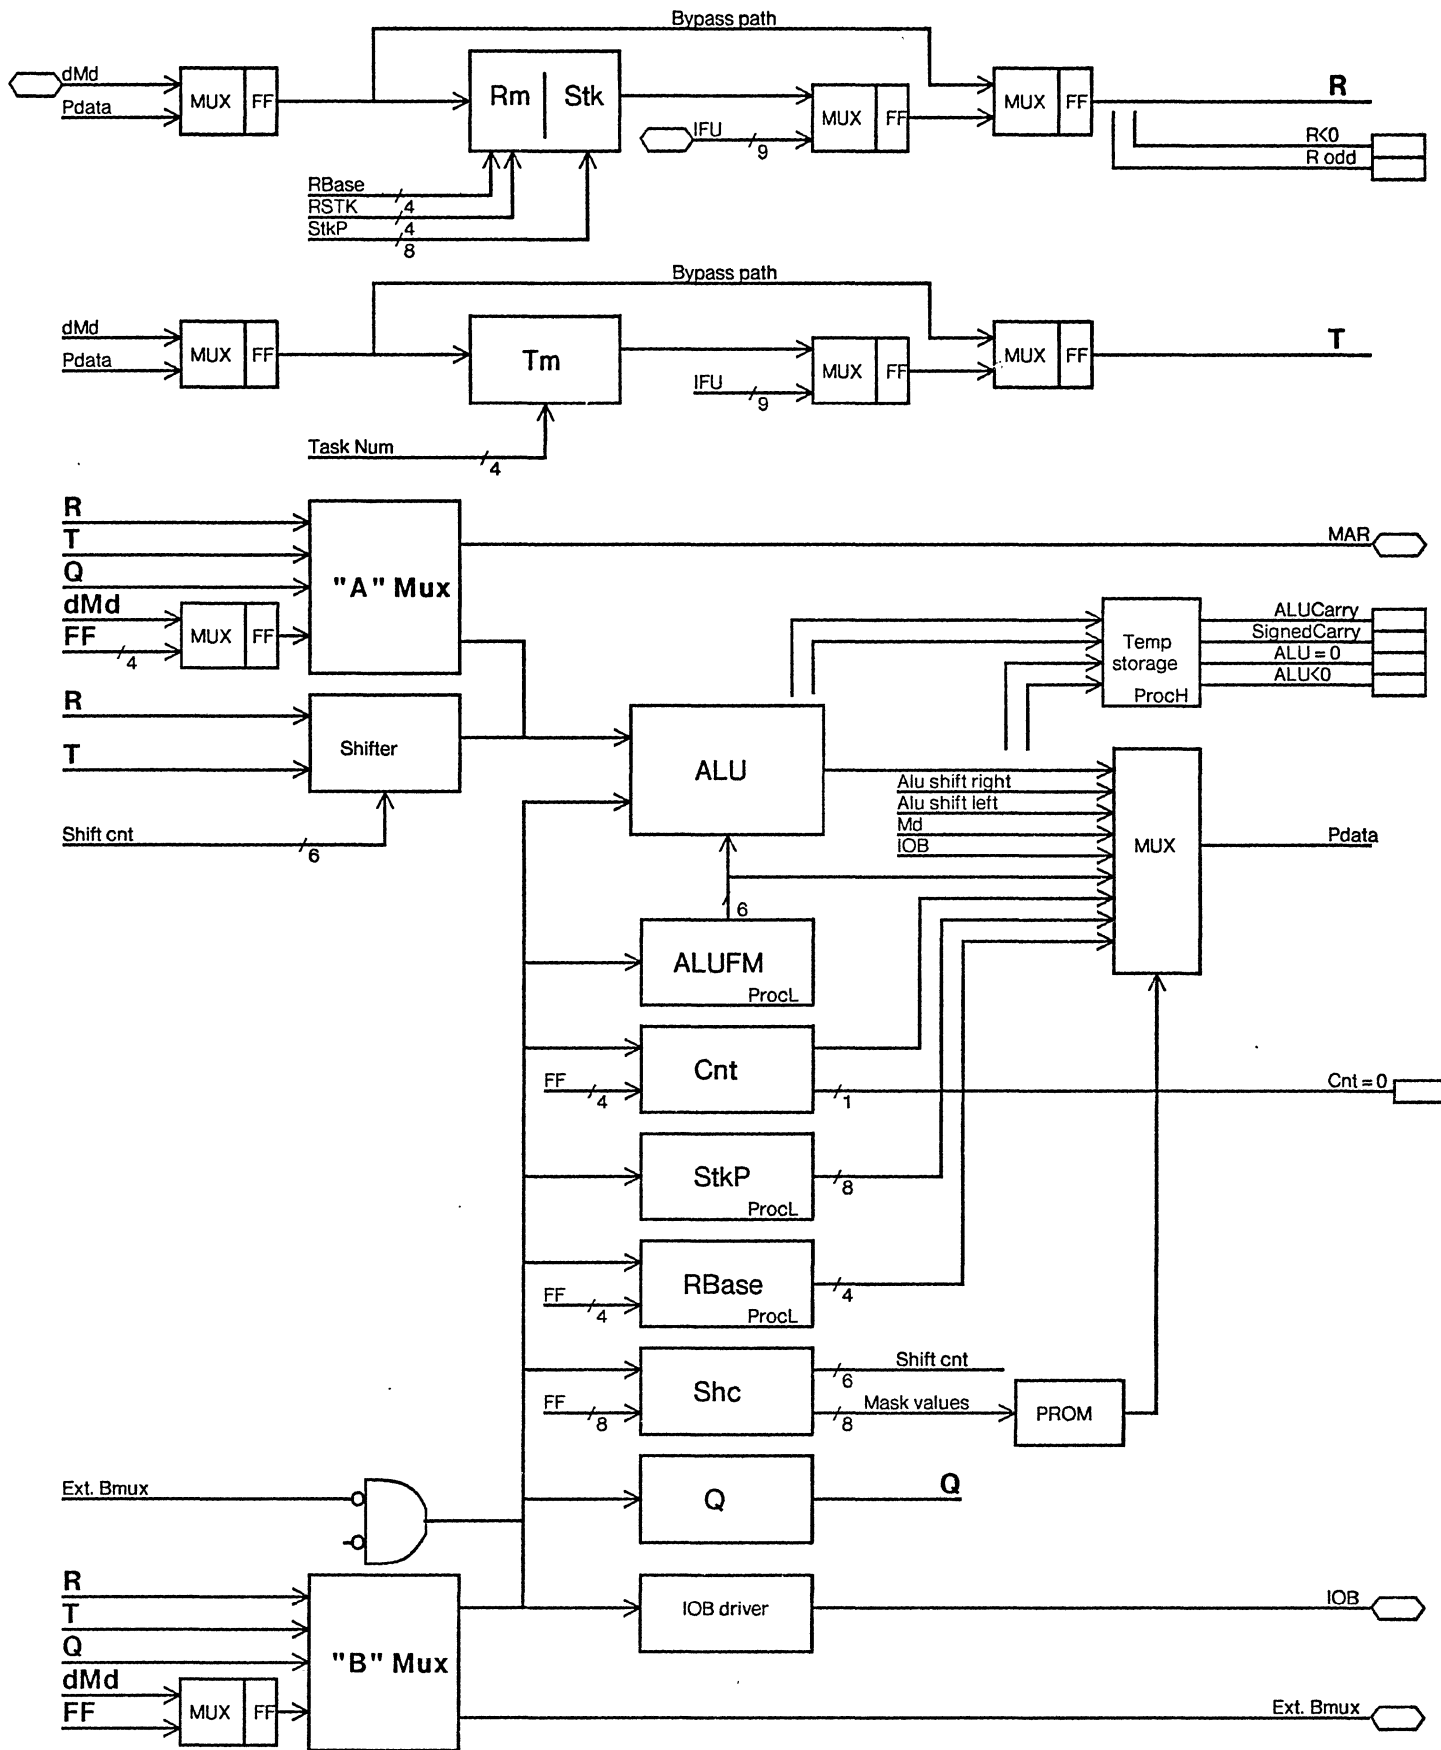 Bypass path
dMd
Pdata
MUX FF
Rm Stk
IFU
9
MUX FF
MUX FF
R
R<0
R odd
RBase
4
RSTK
4
StkP
8
Bypass path
dMd
Pdata
MUX FF
Tm
IFU
9
MUX FF
MUX FF
T
Task Num
4
R
T
Q
dMd
FF
4
MUX FF
"A" Mux
MAR
R
T
Shifter
Shift cnt
6
ALU
Temp
storage
ProcH
ALUCarry
SignedCarry
ALU = 0
ALU<0
Alu shift right
Alu shift left
Md
IOB
MUX
Pdata
6
ALUFM
ProcL
FF
4
Cnt
1
Cnt = 0
StkP
ProcL
8
FF
4
RBase
ProcL
4
FF
8
Shc
6
Shift cnt
8
Mask values
PROM
Ext. Bmux
Q
Q
R
T
Q
dMd
FF
MUX FF
"B" Mux
IOB driver
IOB
Ext. Bmux